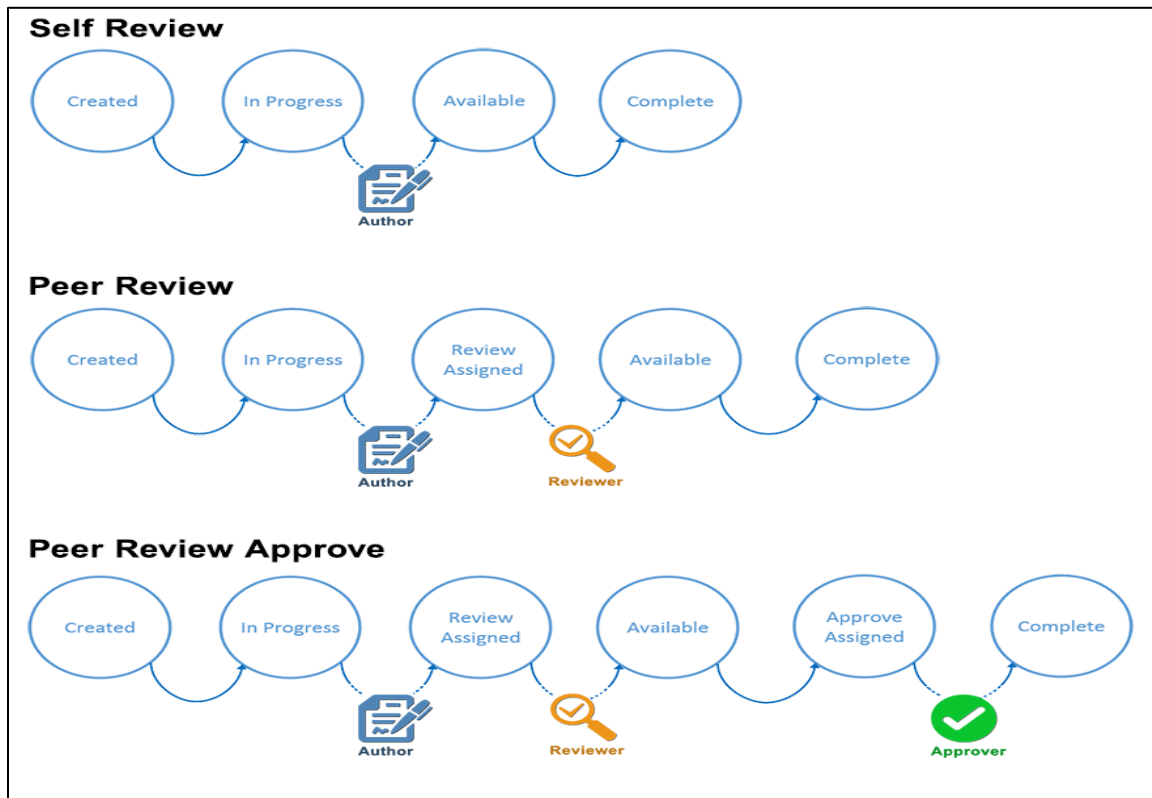 Self Review
Created
In Progress
Available
Complete
Author
Peer Review
Created
In Progress
Review
Assigned
Available
Complete
Author
Reviewer
Peer Review Approve
Created
In Progress
Review
Assigned
Available
Approve
Assigned
Complete
Author
Reviewer
Approver